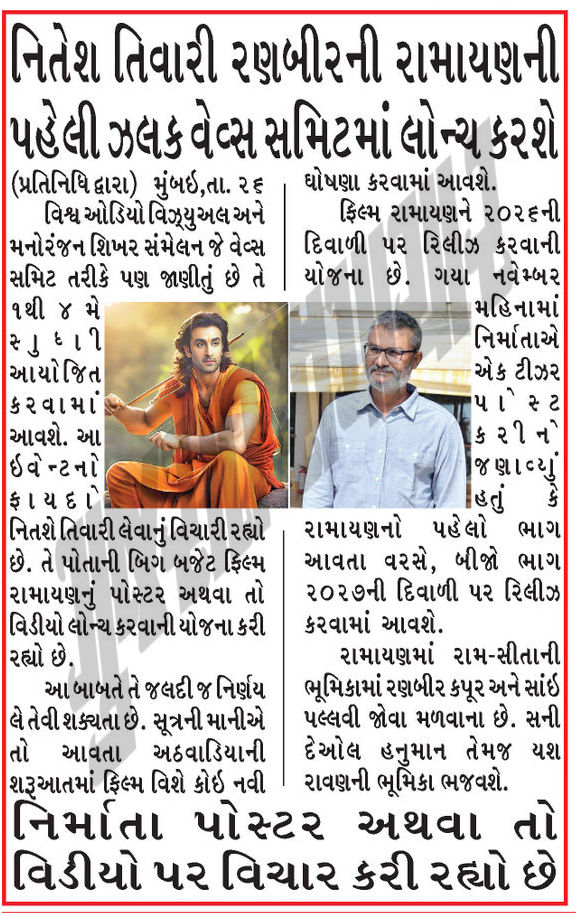 નિતેશ તિવારી રણબીરની રામાયણની
પહેલી ઝલક વેવ્સ સમિટમાં લોન્ચ કરશે
(પ્રતિનિધિ દ્વારા) મુંબઇ,તા. ૨૬
વિશ્વ ઓડિયો વિઝ્યુઅલ અને
મનોરંજન શિખર સંમેલન જે વેવ્સ
સમિટ તરીકે પણ જાણીતું છે તે
૧થી ૪ મે
સુધી
આયોજિત
કરવામાં
આવશે. આ
ઇવેન્ટનો
ફાયદો
નિતશે તિવારી લેવાનું વિચારી રહ્યો
છે. તે પોતાની બિગ બજેટ ફિલ્મ
રામાયણનું પોસ્ટર અથવા તો
વિડીયો લોન્ચ કરવાની યોજના કરી
રહ્યો છે.
આ બાબતે તે જલદી જ નિર્ણય
લે તેવી શક્યતા છે. સૂત્રની માનીએ
તો આવતા અઠવાડિયાની
શરૂઆતમાં ફિલ્મ વિશે કોઇ નવી
ઘોષણા કરવામાં આવશે.
ફિલ્મ રામાયણને ૨૦૨૬ની
દિવાળી પર રિલીઝ કરવાની
યોજના છે. ગયા નવેમ્બર
મહિનામાં
નિર્માતાએ
એક ટીઝર
પોસ્ટ
કરીને
જણાવ્યું
હતું કે
રામાયણનો પહેલો ભાગ
આવતા વરસે, બીજો ભાગ
૨૦૨૭ની દિવાળી પર રિલીઝ
કરવામાં આવશે.
રામાયણમાં રામ-સીતાની
ભૂમિકામાં રણબીર કપૂર અને સાંઇ
પલ્લવી જોવા મળવાના છે. સની
દેઓલ હનુમાન તેમજ યશ
રાવણની ભૂમિકા ભજવશે.
નિર્માતા પોસ્ટર અથવા તો
વિડીયો પર વિચાર કરી રહ્યો છે